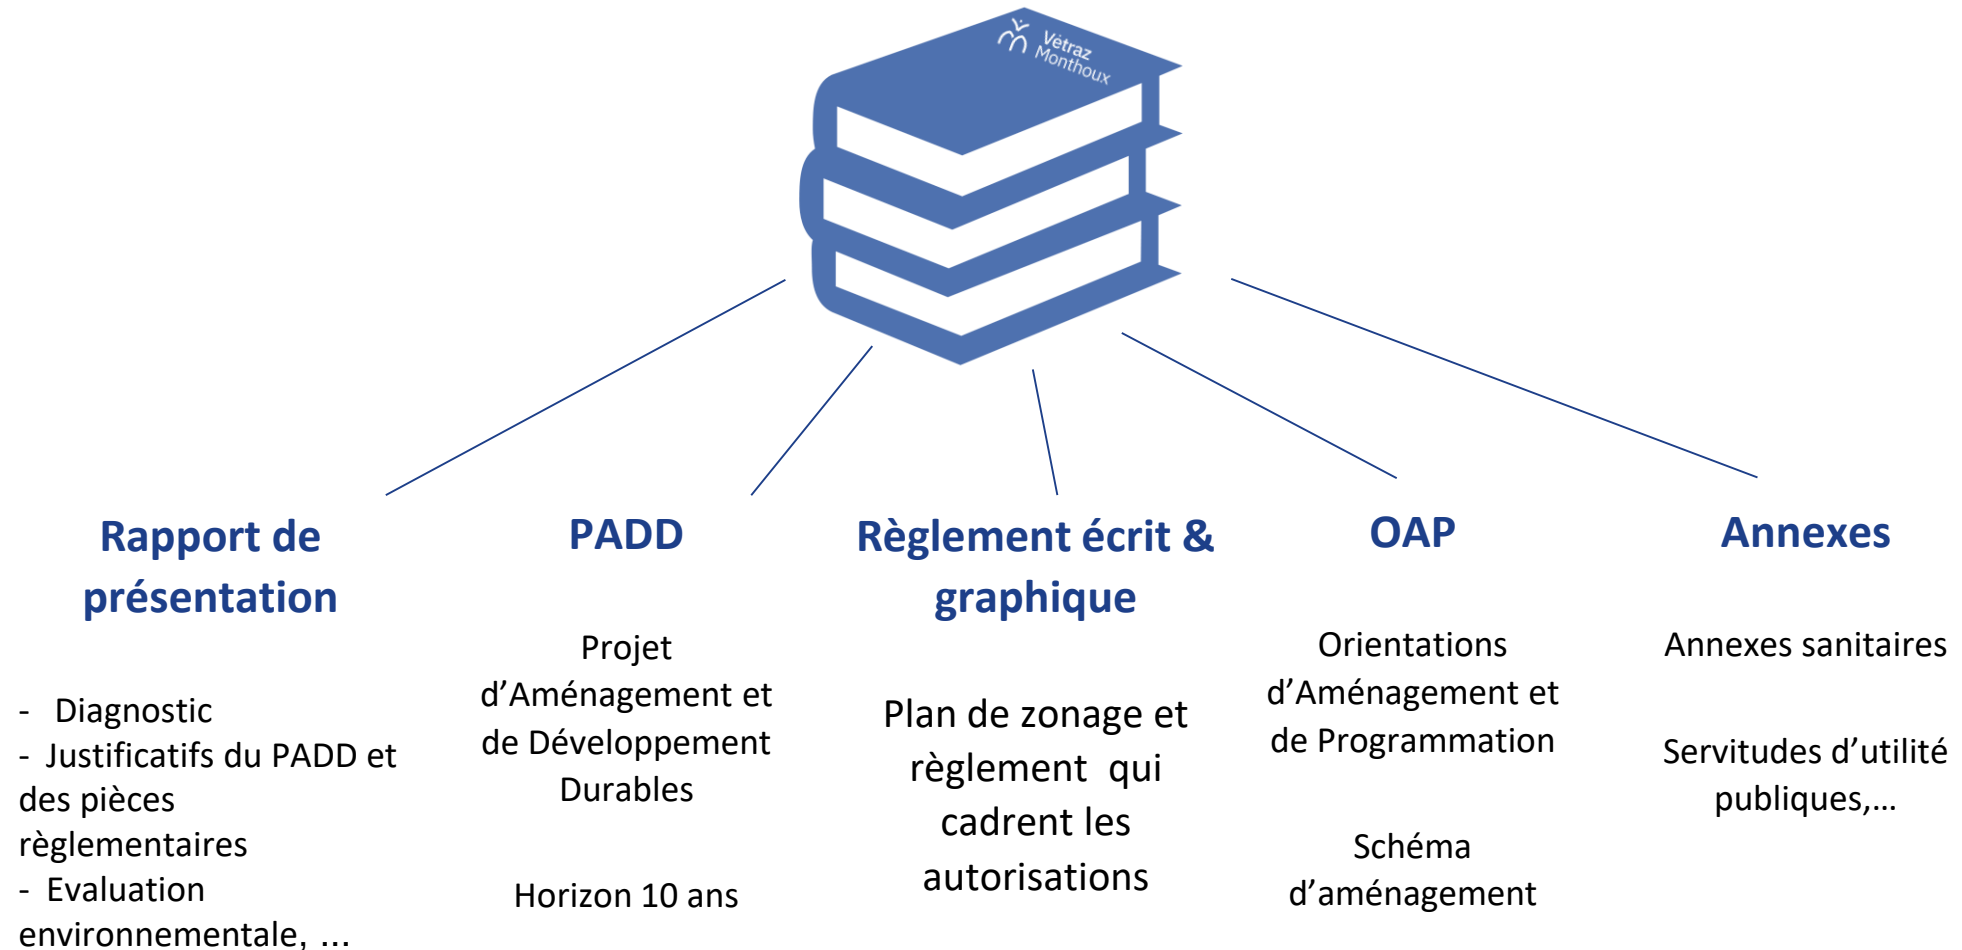 Vétraz
Monthoux
Rapport de
présentation
- Diagnostic
- Justificatifs du PADD et
des pièces
règlementaires
- Evaluation
environnementale, ...
PADD
Projet
d’Aménagement et
de Développement
Durables
Horizon 10 ans
Règlement écrit &
graphique
Plan de zonage et
règlement qui
cadrent les
autorisations
OAP
Orientations
d’Aménagement et
de Programmation
Schéma
d’aménagement
Annexes
Annexes sanitaires
Servitudes d’utilité
publiques,...